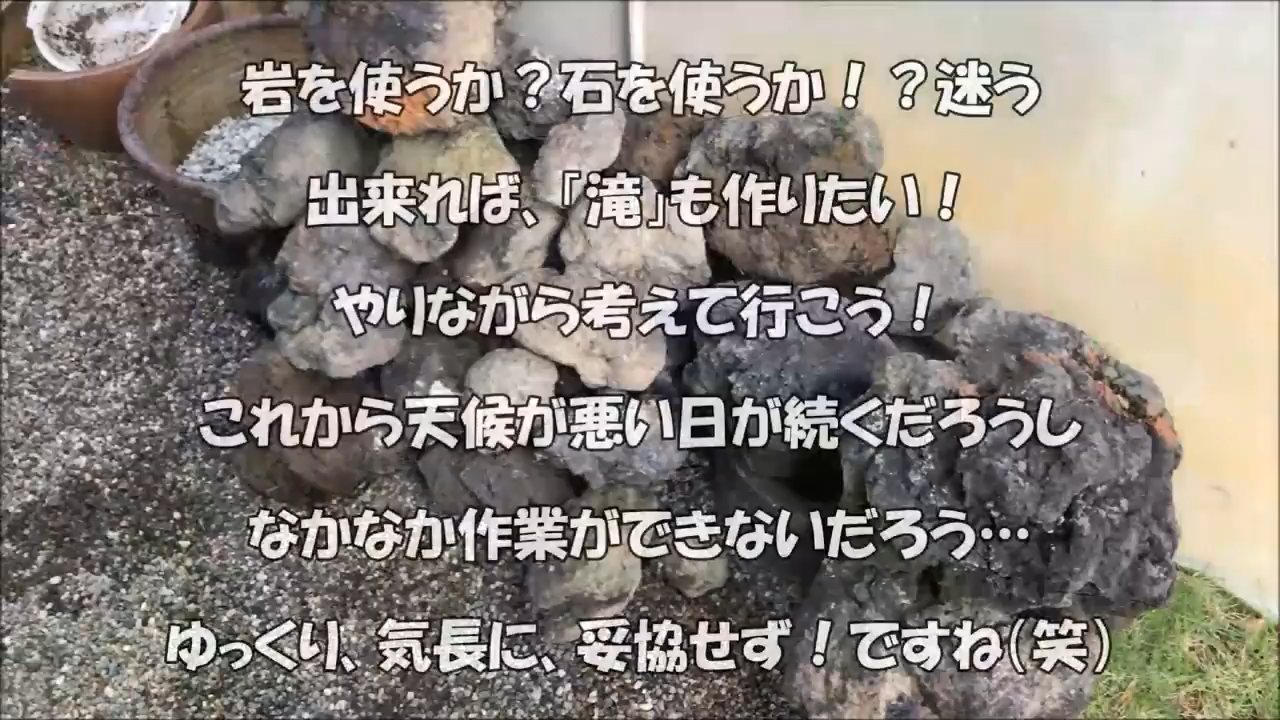 岩を使うか？石を使うか！？迷う
出来れば、「滝」も作りたい！
やりながら考えて行こう！
これから天候が悪い日が続くだろうし
なかなか作業ができないだろう…
ゆっくり、気長に、妥協せず！ですね(笑)